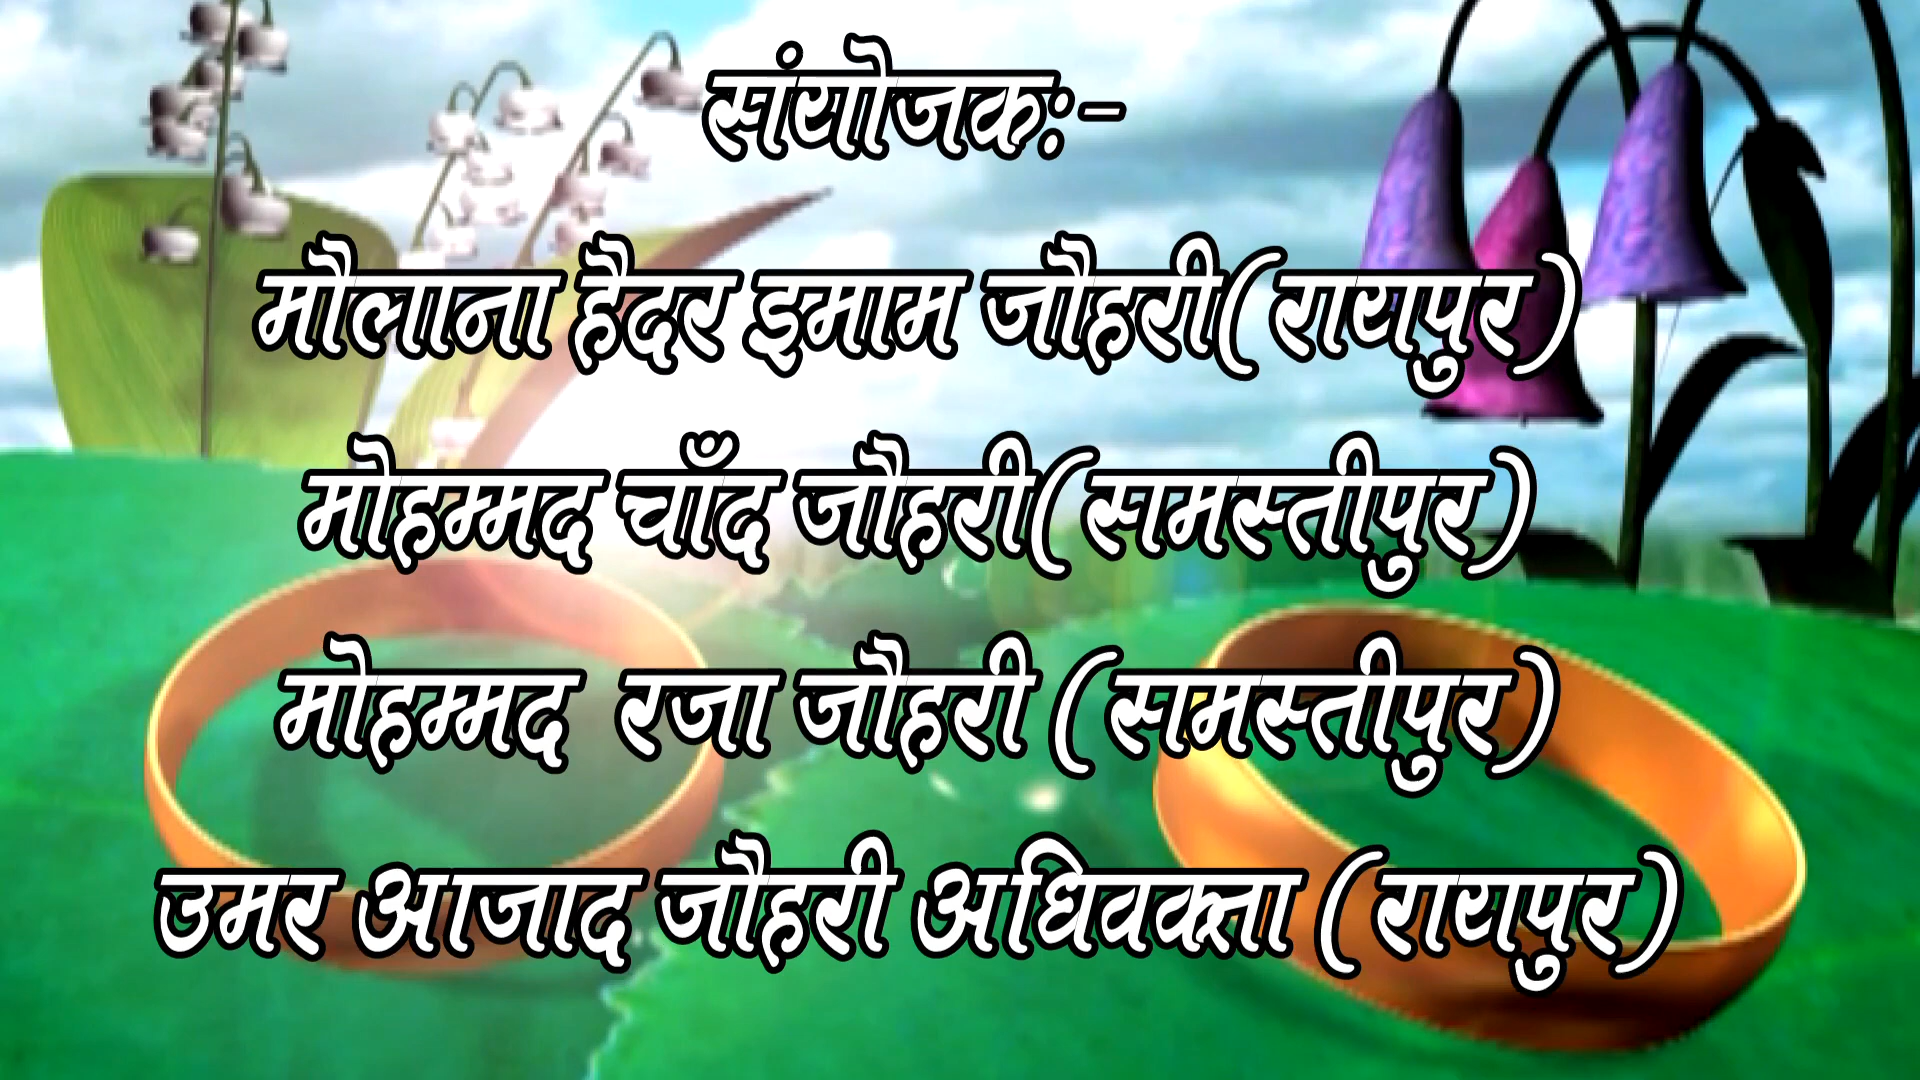 संयोजक:-
मौलाना हैदर इमाम जौहरी(रायपुर)
मोहम्मद चाँद जौहरी(समस्तीपुर)
मोहम्मद रजा जौहरी (समस्तीपुर)
उमर आजाद जौहरी अधिवक्ता (रायपुर)